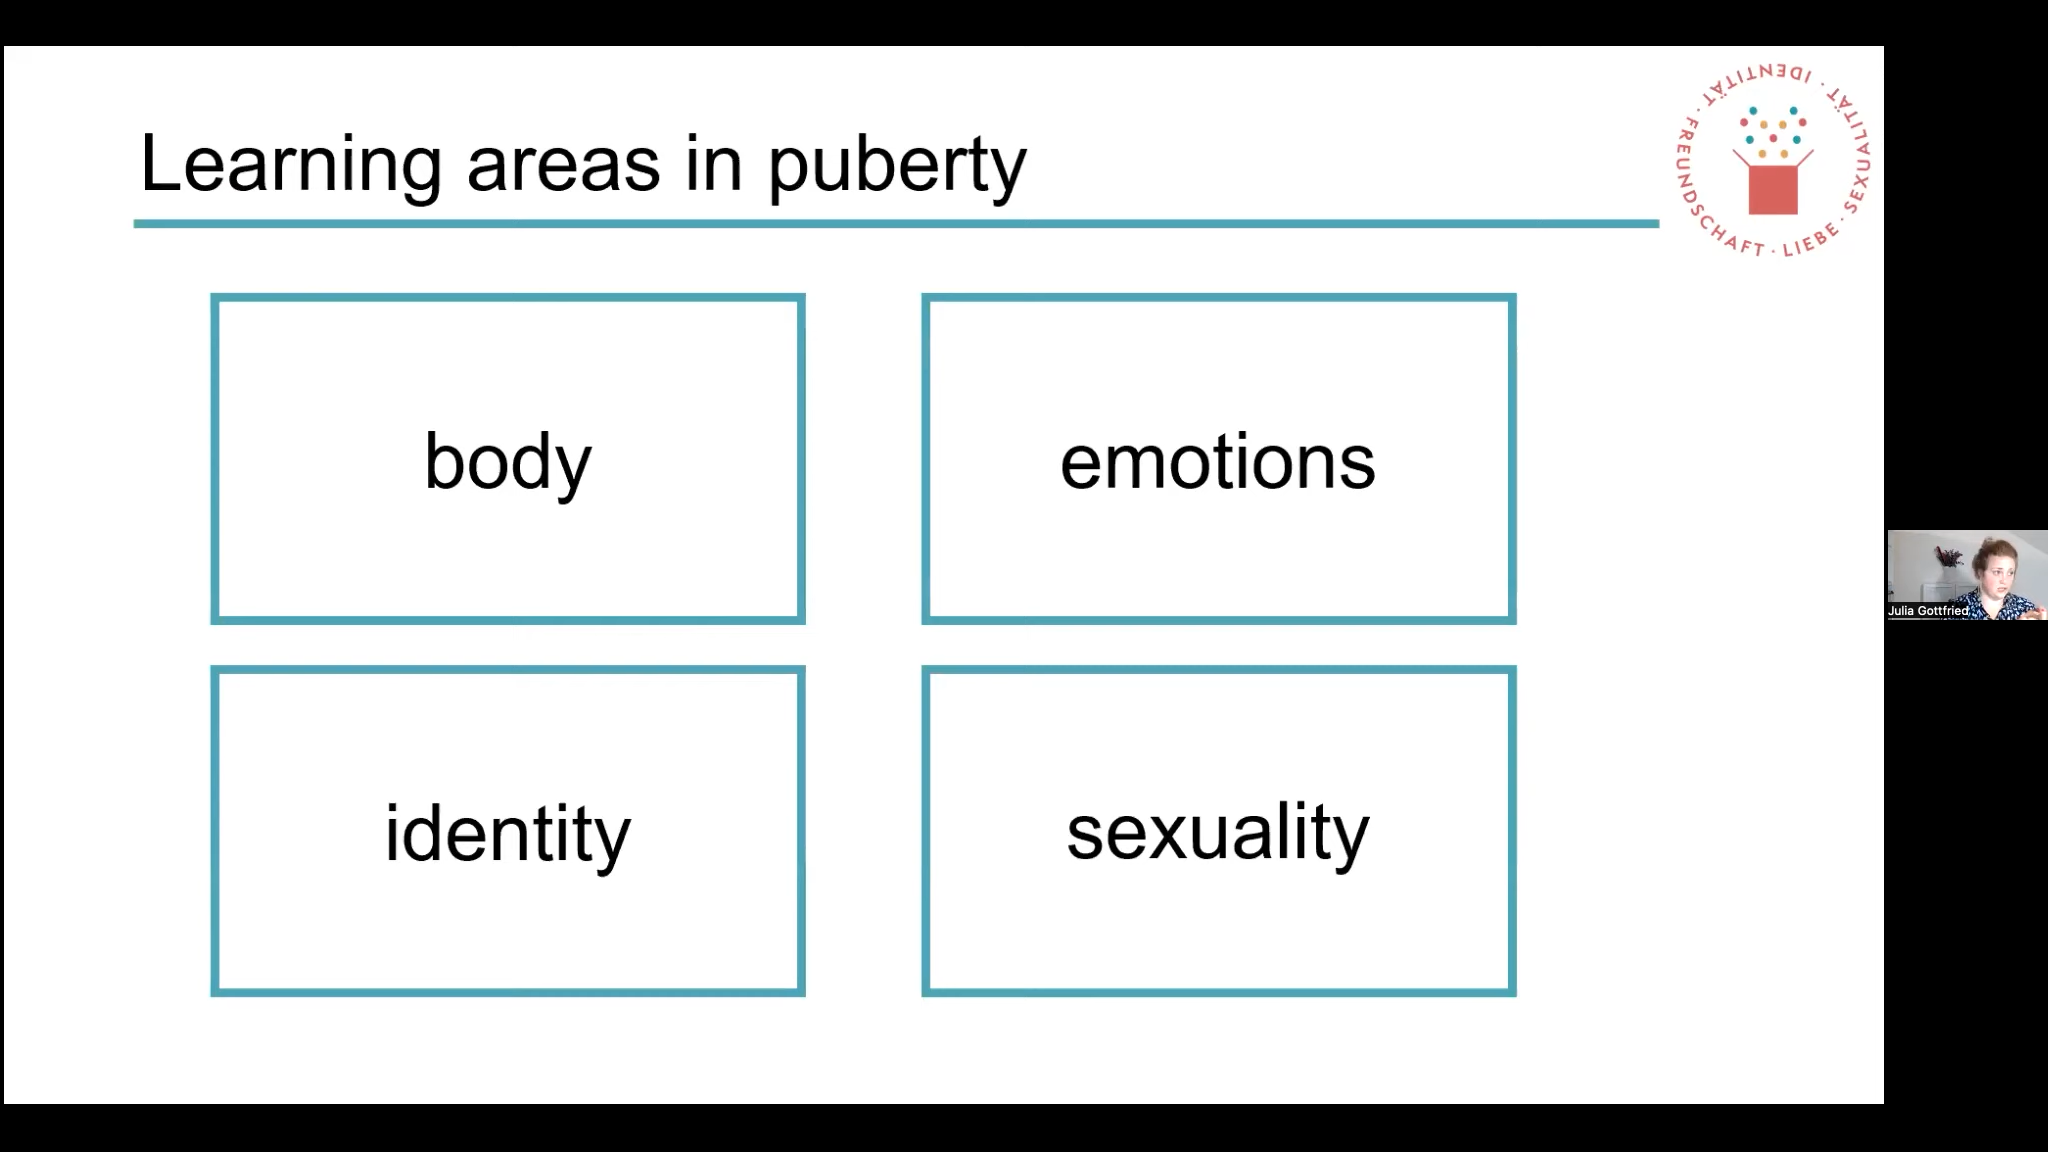 Learning areas in puberty
FREUNDSCHAFT · LIEBE · SEXUALITÄT · IDENTITÄT ·
body
emotions
identity
sexuality
Julia Gottfried